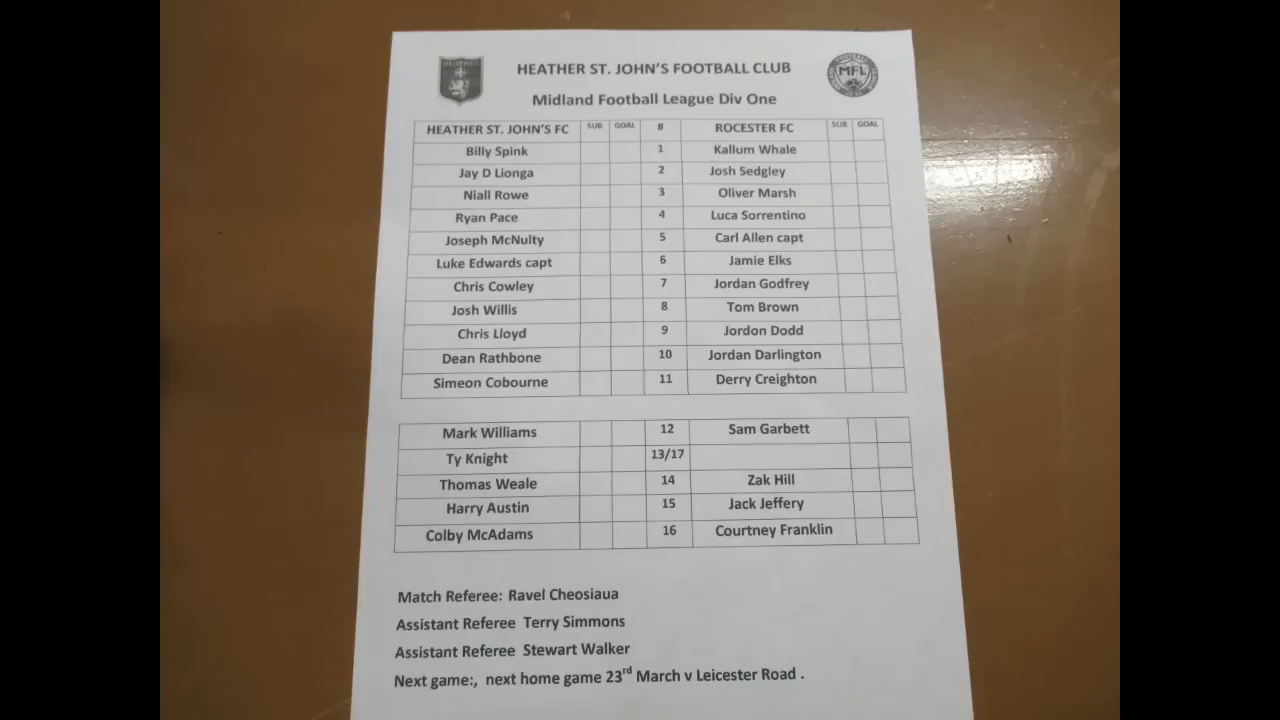 HEATHER
HEATHER ST. JOHN'S FOOTBALL CLUB
MFL
Midland Football League Div One
HEATHER ST. JOHN'S FC SUB GOAL # ROCESTER FC SUB GOAL
Billy Spink 1 Kallum Whale
Jay D Lionga 2 Josh Sedgley
Niall Rowe 3 Oliver Marsh
Ryan Pace 4 Luca Sorrentino
Joseph McNulty 5 Carl Allen capt
Luke Edwards capt 6 Jamie Elks
Chris Cowley 7 Jordan Godfrey
Josh Willis 8 Tom Brown
Chris Lloyd 9 Jordon Dodd
Dean Rathbone 10 Jordan Darlington
Simeon Cobourne 11 Derry Creighton
Mark Williams 12 Sam Garbett
Ty Knight 13/17
Thomas Weale 14 Zak Hill
Harry Austin 15 Jack Jeffery
Colby McAdams 16 Courtney Franklin
Match Referee: Ravel Cheosiaua
Assistant Referee Terry Simmons
Assistant Referee Stewart Walker
Next game:, next home game 23rd March v Leicester Road .